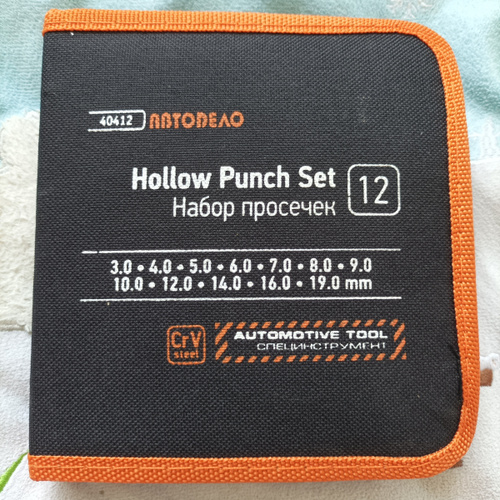 40412 АВТОDЕЛО
Hollow Punch Set
Набор просечек 12
3.0 • 4.0 • 5.0 • 6.0 • 7.0 • 8.0 • 9.0
10.0 • 12.0 • 14.0 • 16.0 • 19.0 mm
CrV
steel
AUTOMOTIVE TOOL
СПЕЦИНСТРУМЕНТ